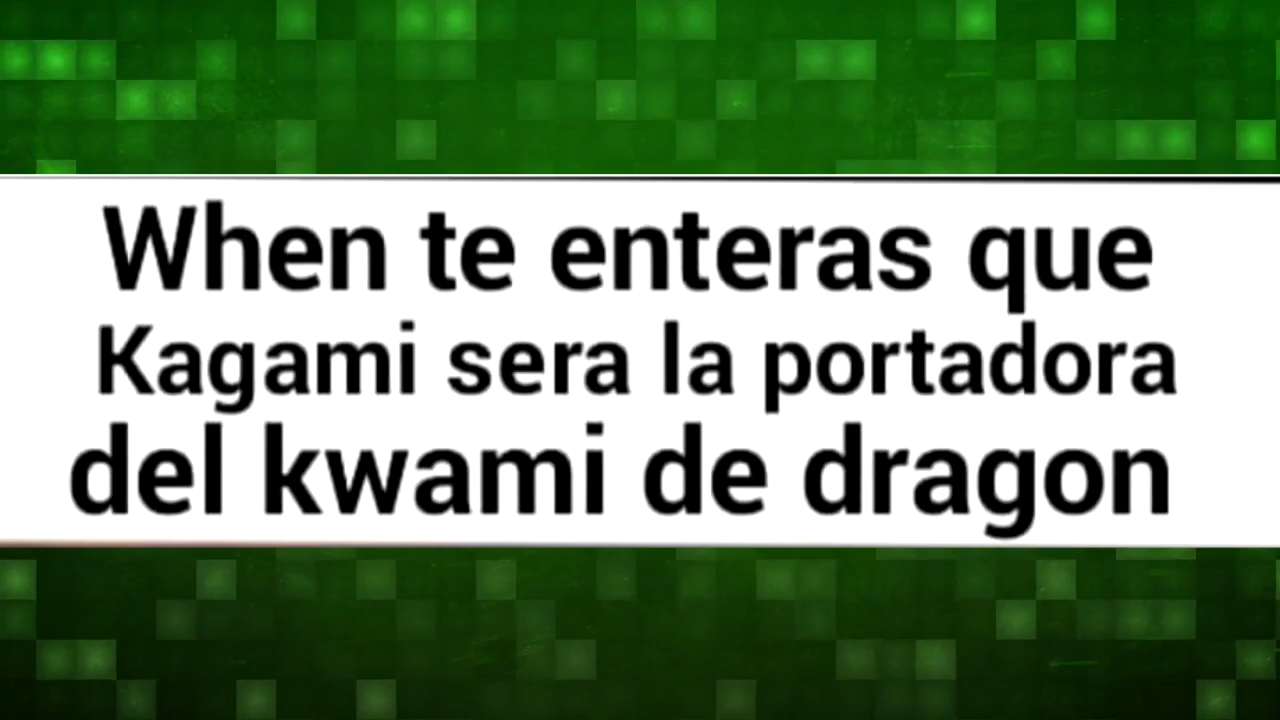 When te enteras que
Kagami sera la portadora
del kwami de dragon